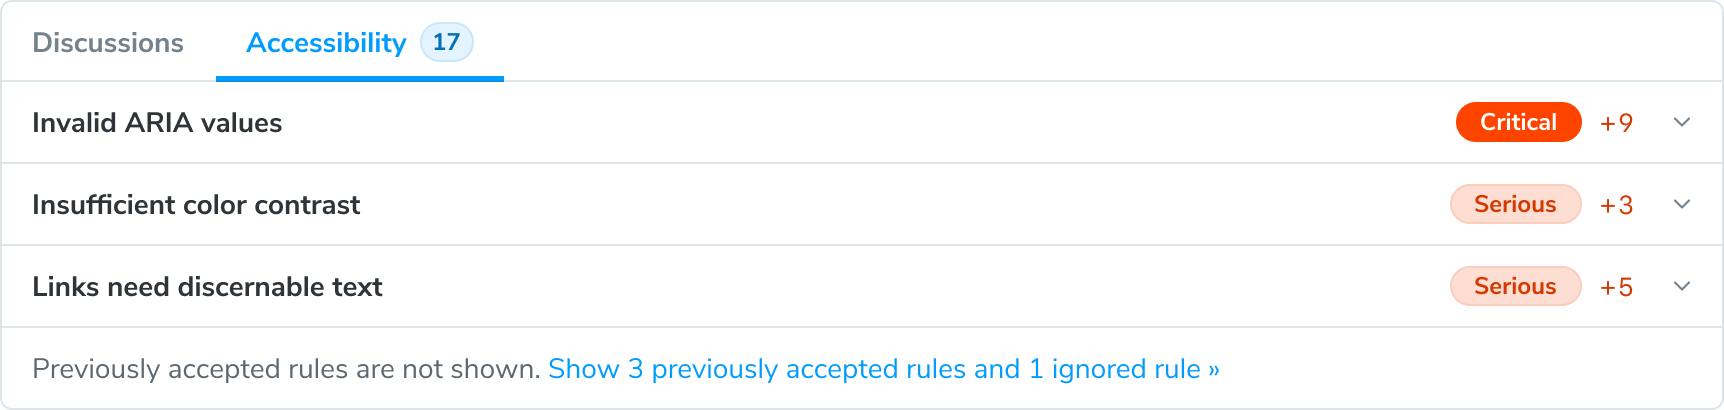 Discussions Accessibility 17
Invalid ARIA values Critical +9
Insufficient color contrast Serious +3
Links need discernable text Serious +5
Previously accepted rules are not shown. Show 3 previously accepted rules and 1 ignored rule »